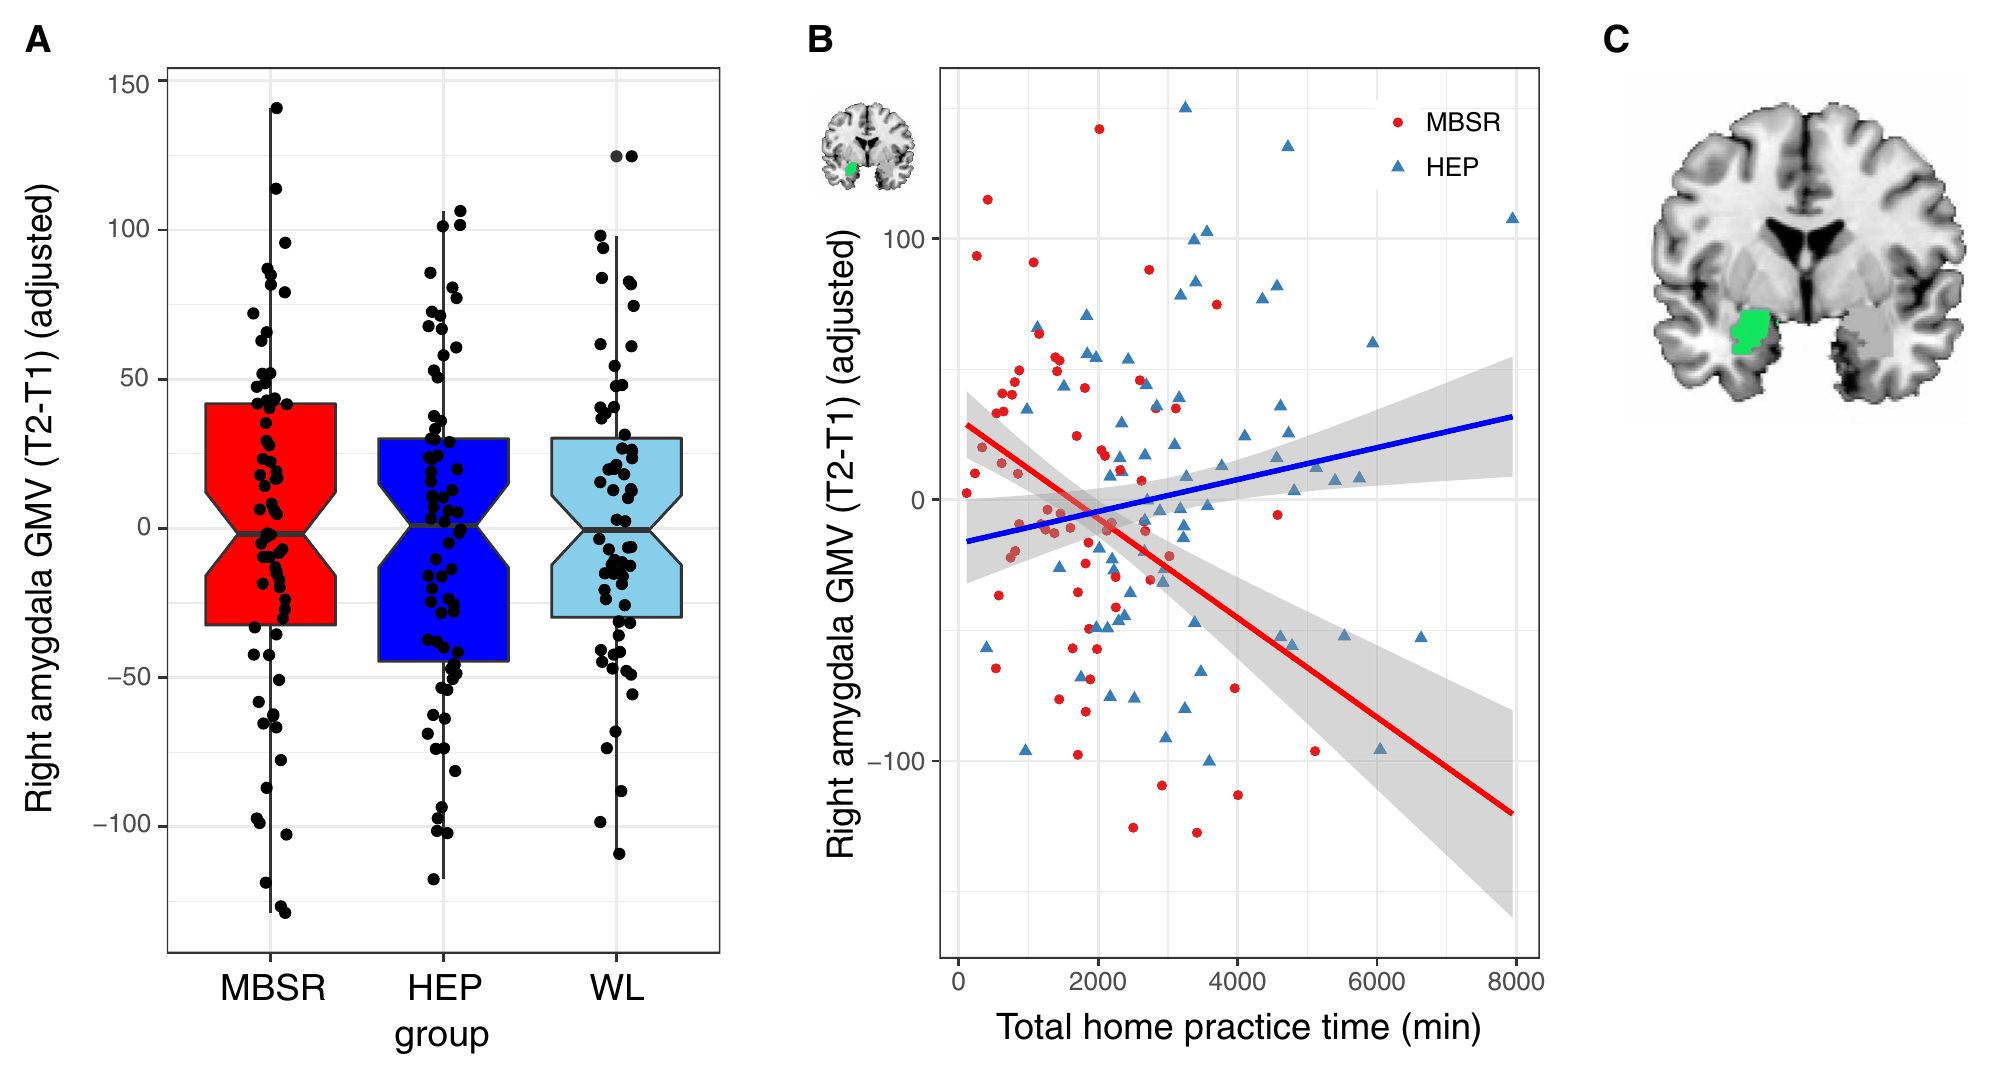 A
B
C
Right amygdala GMV (T2-T1) (adjusted)
150
100
50
0
−50
−100
MBSR
HEP
WL
group
Right amygdala GMV (T2-T1) (adjusted)
100
0
−100
MBSR
HEP
0
2000
4000
6000
8000
Total home practice time (min)